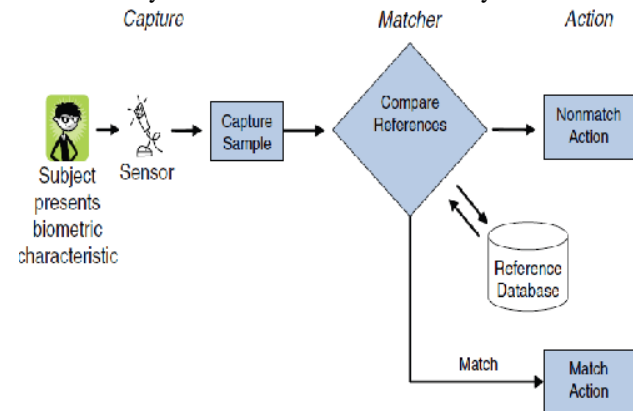 Capture
Matcher
Action
Subject
presents
biometric
characteristic
Sensor
Capture
Sample
Compare
References
Nonmatch
Action
Reference
Database
Match
Match
Action